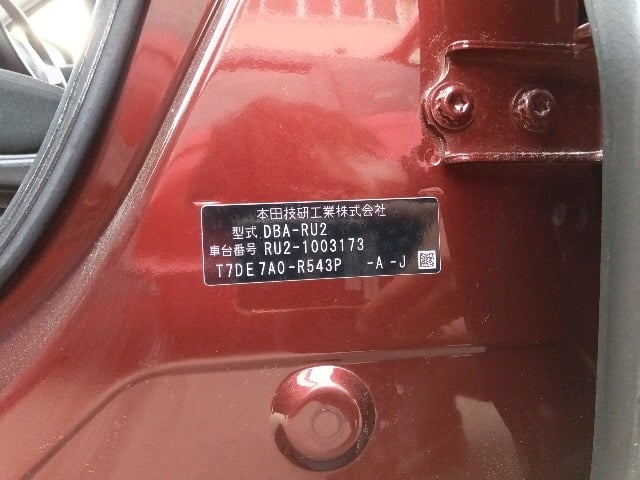 本田技研工業株式会社
型式 DBA-RU2
車台番号 RU2-1003173
T7DE7A0-R543P -A-J